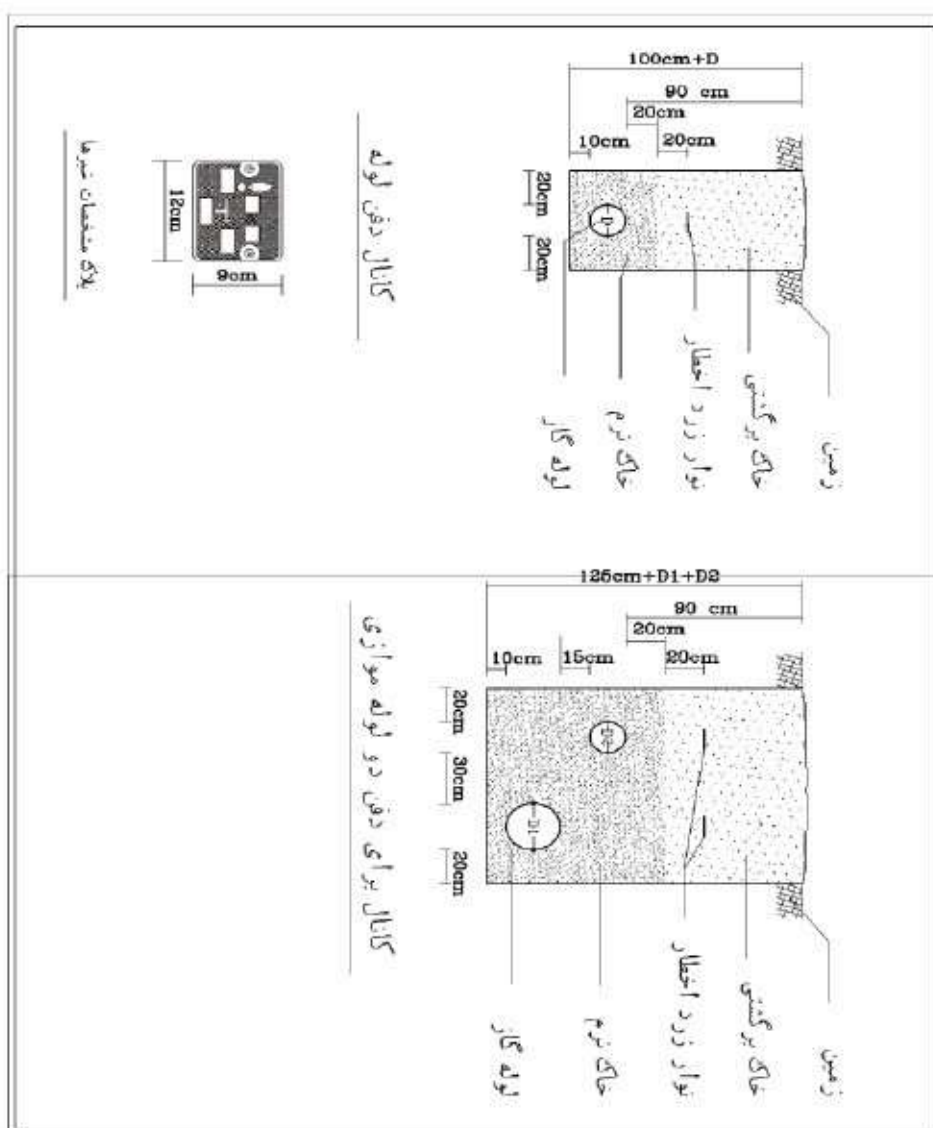 100cm+D
90 cm
20cm
10cm
20cm
20cm
20cm
D
زمین
خاک برگشتی
نوار زرد اخطار
خاک نرم
لوله گاز
کانال دفن لوله
12cm
9cm
پلاک مشخصات شیرها
125cm+D1+D2
90 cm
20cm
10cm
15cm
20cm
20cm
30cm
20cm
D2
D1
زمین
خاک برگشتی
نوار زرد اخطار
خاک نرم
لوله گاز
کانال برای دفن دو لوله موازی